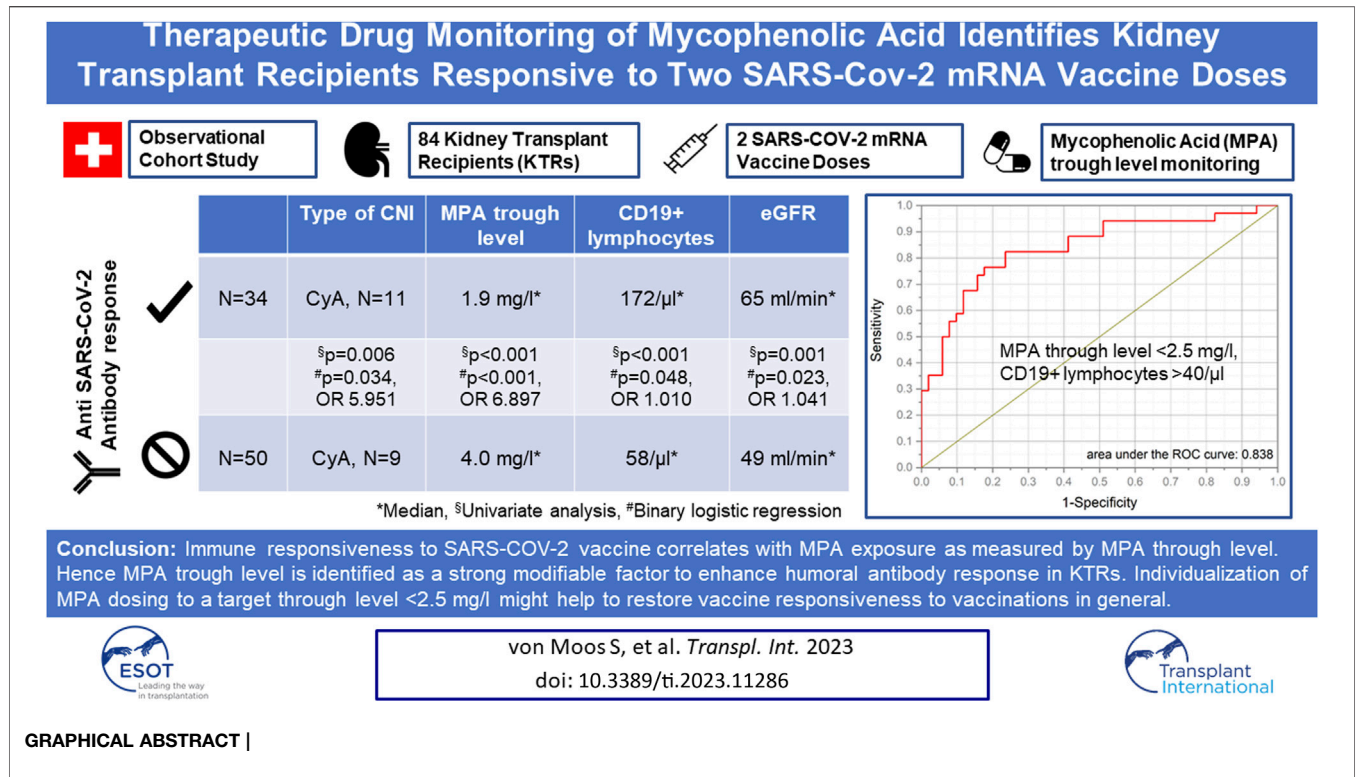 Therapeutic Drug Monitoring of Mycophenolic Acid Identifies Kidney
Transplant Recipients Responsive to Two SARS-Cov-2 mRNA Vaccine Doses
Observational
Cohort Study
84 Kidney Transplant
Recipients (KTRs)
2 SARS-COV-2 mRNA
Vaccine Doses
Mycophenolic Acid (MPA)
trough level monitoring
Anti SARS-CoV-2
Antibody response
Type of CNI
MPA trough
level
CD19+
lymphocytes
eGFR
N=34
CyA, N=11
1.9 mg/l*
172/µl*
65 ml/min*
§p=0.006
#p=0.034,
OR 5.951
§p<0.001
#p<0.001,
OR 6.897
§p<0.001
#p=0.048,
OR 1.010
§p=0.001
#p=0.023,
OR 1.041
N=50
CyA, N=9
4.0 mg/l*
58/µl*
49 ml/min*
*Median, §Univariate analysis, #Binary logistic regression
Sensitivity
1.0
0.9
0.8
0.7
0.6
0.5
0.4
0.3
0.2
0.1
0.0
MPA through level <2.5 mg/l,
CD19+ lymphocytes >40/µl
area under the ROC curve: 0.838
0.0 0.1 0.2 0.3 0.4 0.5 0.6 0.7 0.8 0.9 1.0
1-Specificity
Conclusion: Immune responsiveness to SARS-COV-2 vaccine correlates with MPA exposure as measured by MPA through level.
Hence MPA trough level is identified as a strong modifiable factor to enhance humoral antibody response in KTRs. Individualization of
MPA dosing to a target through level <2.5 mg/l might help to restore vaccine responsiveness to vaccinations in general.
ESOT
Leading the way
in transplantation
von Moos S, et al. Transpl. Int. 2023
doi: 10.3389/ti.2023.11286
Transplant
International
GRAPHICAL ABSTRACT |